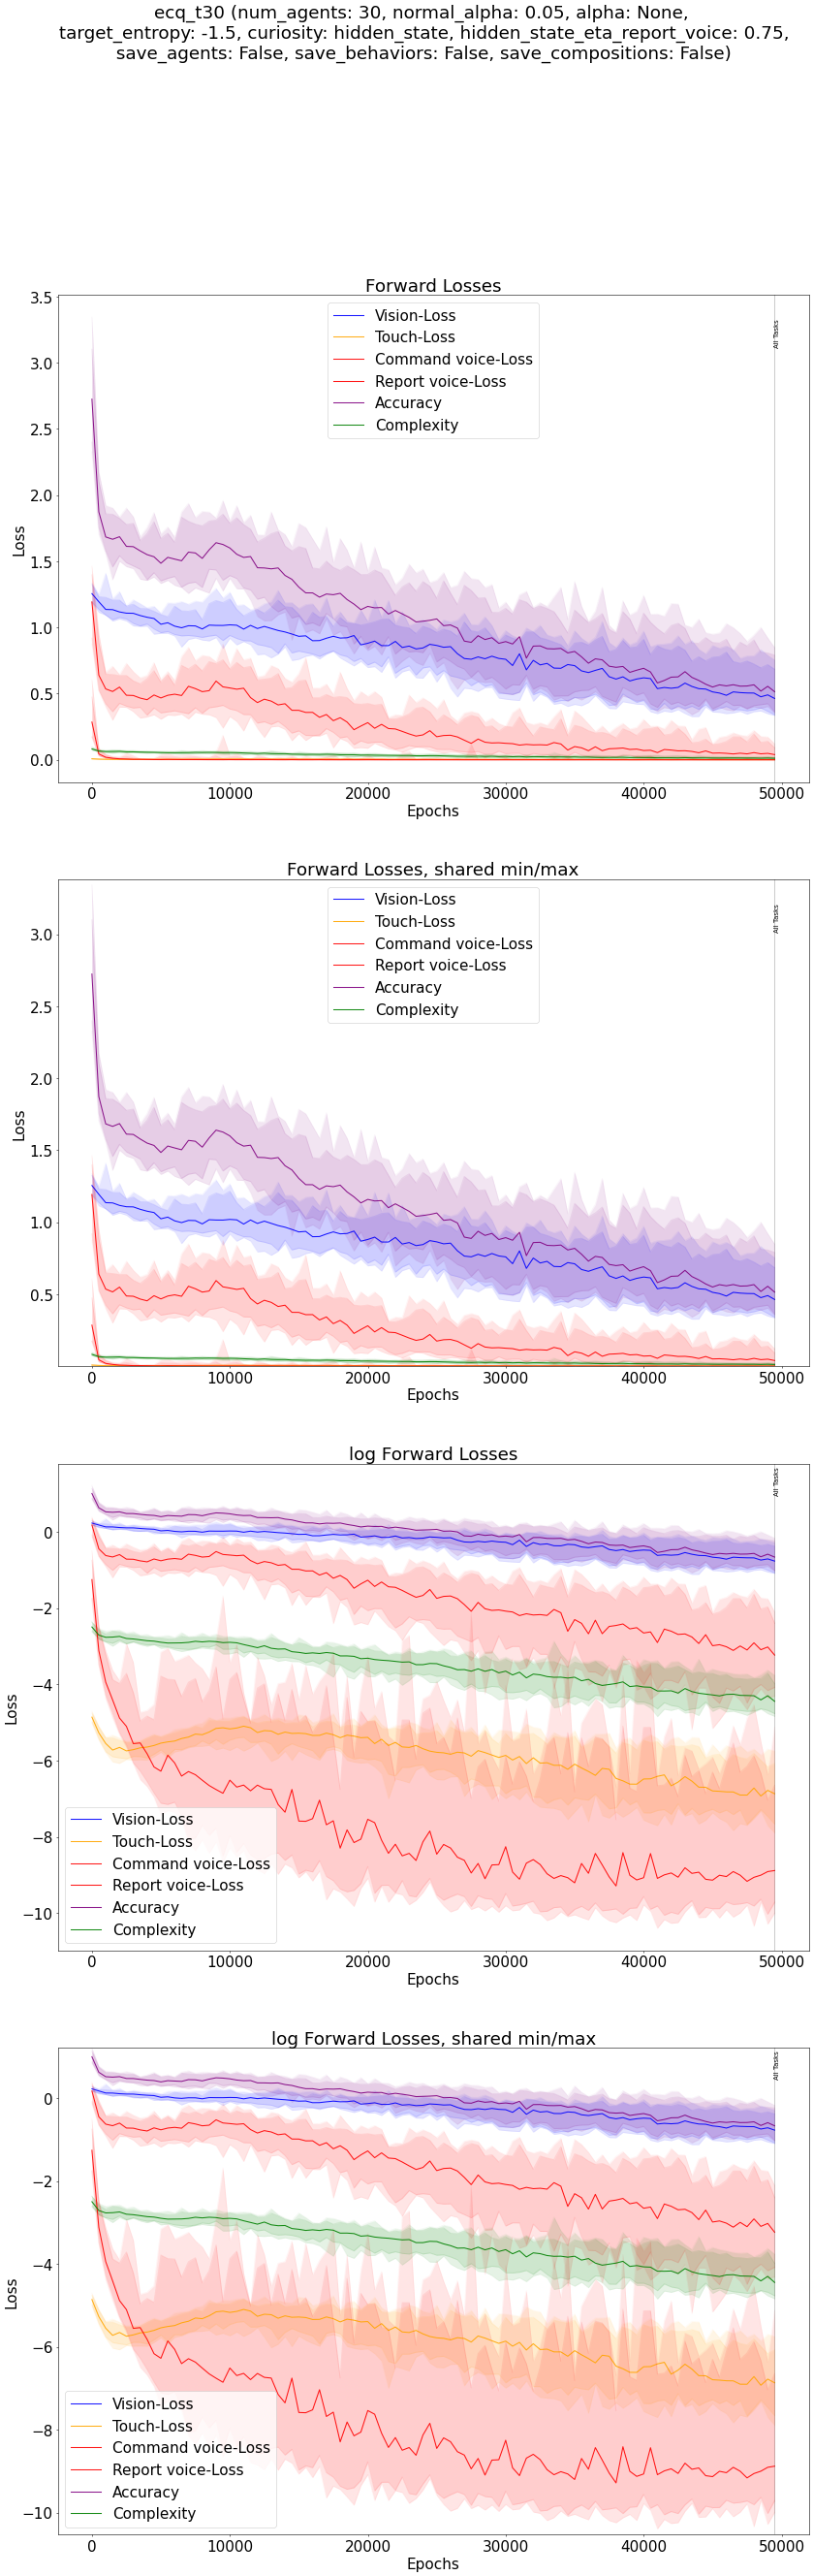 ecq_t30 (num_agents: 30, normal_alpha: 0.05, alpha: None,
target_entropy: -1.5, curiosity: hidden_state, hidden_state_eta_report_voice: 0.75,
save_agents: False, save_behaviors: False, save_compositions: False)
Forward Losses
3.5
3.0
2.5
2.0
1.5
1.0
0.5
0.0
Loss
Vision-Loss
Touch-Loss
Command voice-Loss
Report voice-Loss
Accuracy
Complexity
All Tasks
0 10000 20000 30000 40000 50000
Epochs
Forward Losses, shared min/max
3.0
2.5
2.0
1.5
1.0
0.5
Loss
Vision-Loss
Touch-Loss
Command voice-Loss
Report voice-Loss
Accuracy
Complexity
All Tasks
0 10000 20000 30000 40000 50000
Epochs
log Forward Losses
0
−2
−4
−6
−8
−10
Loss
Vision-Loss
Touch-Loss
Command voice-Loss
Report voice-Loss
Accuracy
Complexity
All Tasks
0 10000 20000 30000 40000 50000
Epochs
log Forward Losses, shared min/max
0
−2
−4
−6
−8
−10
Loss
Vision-Loss
Touch-Loss
Command voice-Loss
Report voice-Loss
Accuracy
Complexity
All Tasks
0 10000 20000 30000 40000 50000
Epochs